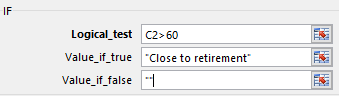 IF
Logical_test C2>60
Value_if_true "Close to retirement"
Value_if_false ""